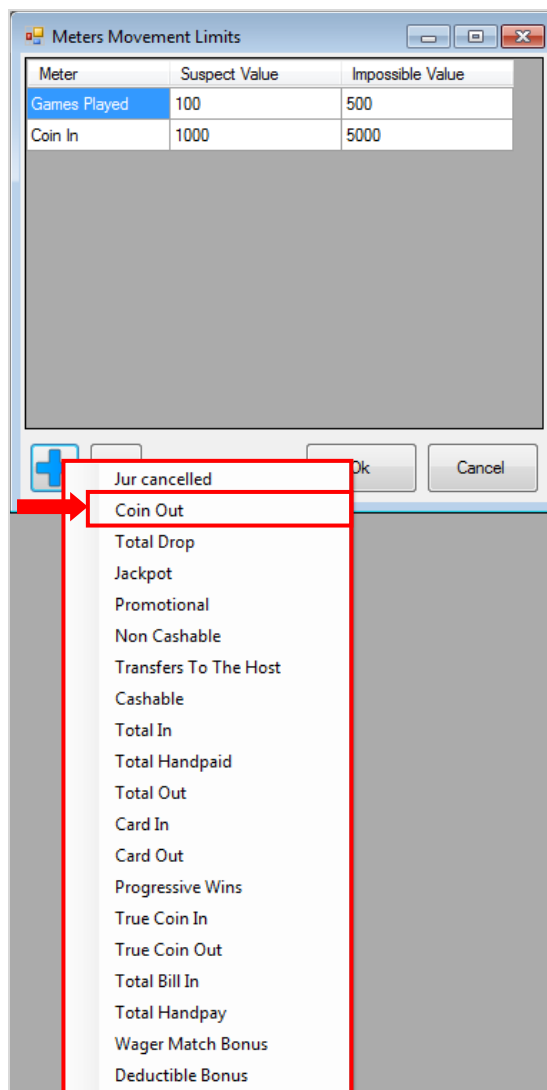 Meters Movement Limits
Meter Suspect Value Impossible Value
Games Played 100 500
Coin In 1000 5000
Ok Cancel
Jur cancelled
Coin Out
Total Drop
Jackpot
Promotional
Non Cashable
Transfers To The Host
Cashable
Total In
Total Handpaid
Total Out
Card In
Card Out
Progressive Wins
True Coin In
True Coin Out
Total Bill In
Total Handpay
Wager Match Bonus
Deductible Bonus